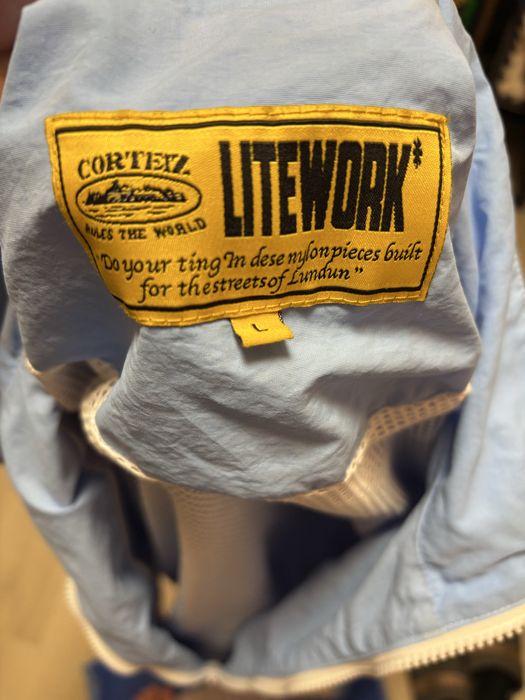 CORTEIZ
RULES THE WORLD
LITEWORK*
"Do your ting In dese nylon pieces built
for the streets of Lundun"
L